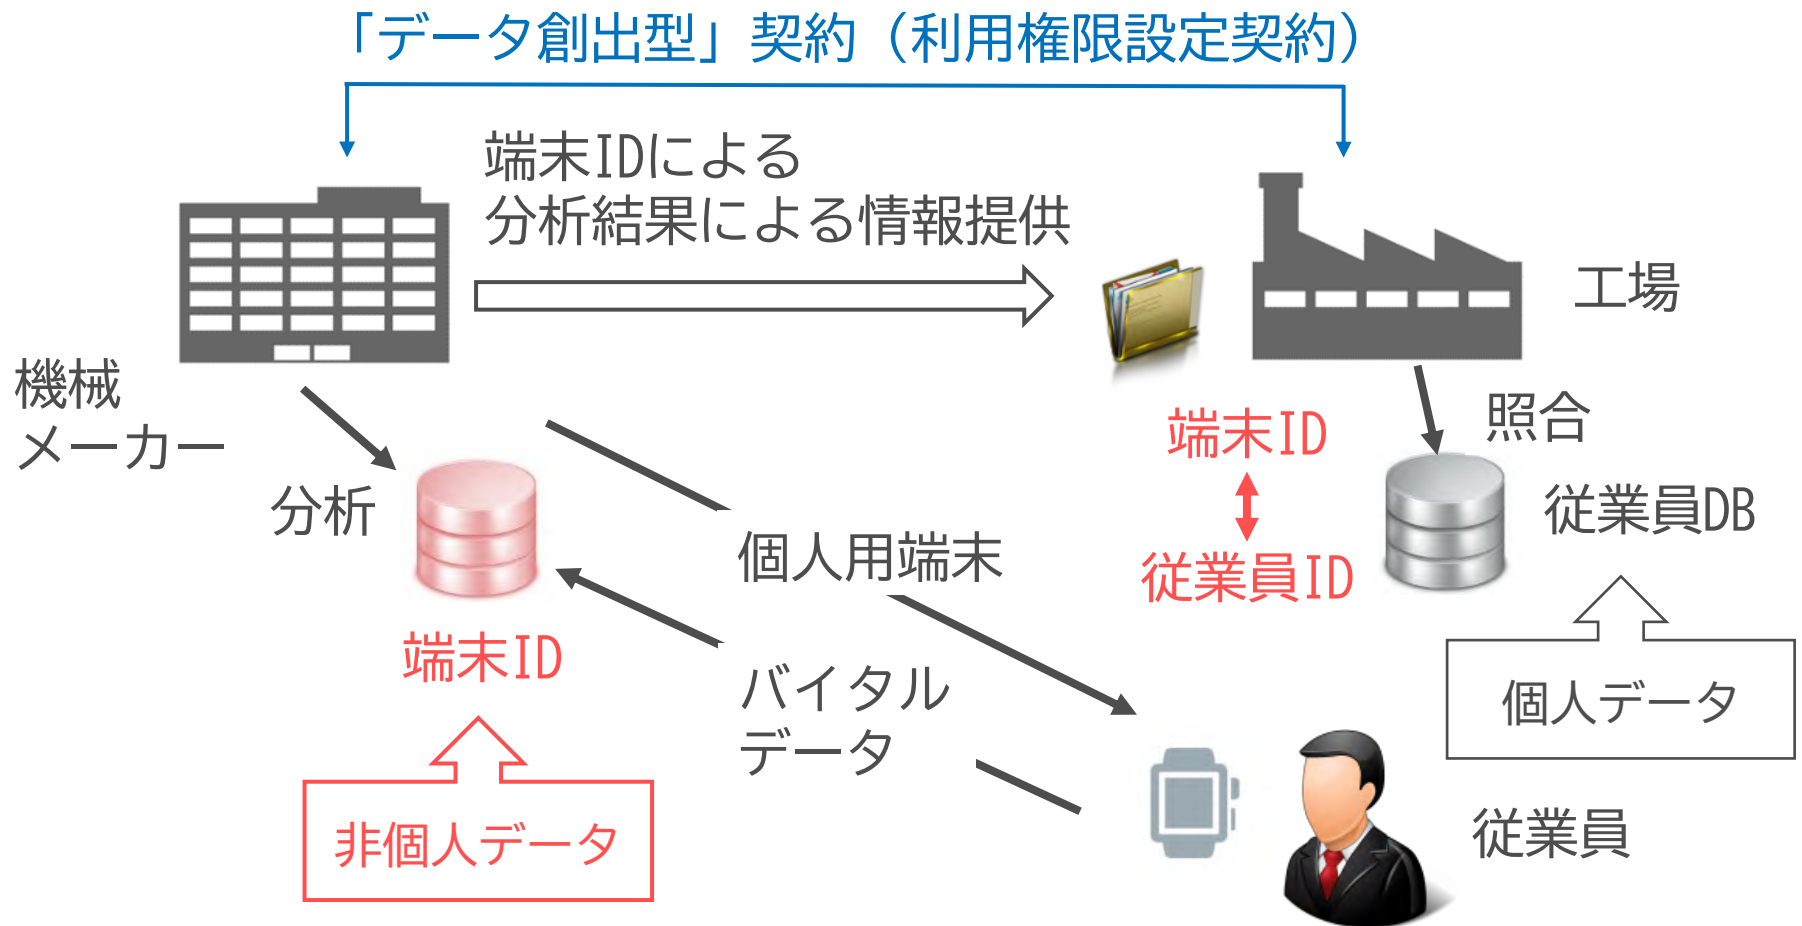 「データ創出型」契約（利用権限設定契約）
端末IDによる
分析結果による情報提供
工場
機械
メーカー
照合
端末ID
分析
従業員DB
個人用端末
従業員ID
端末ID
バイタル
データ
個人データ
非個人データ
従業員